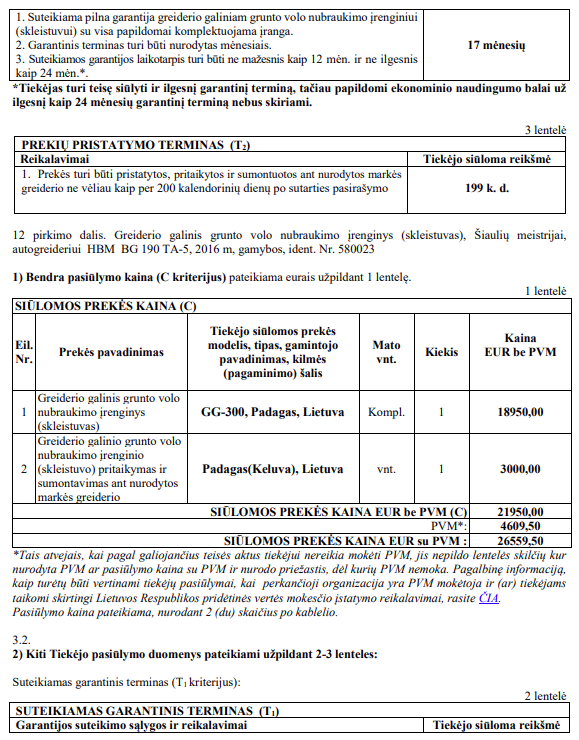 1. Suteikiama pilna garantija greiderio galiniam grunto volo nubraukimo įrenginiui
(skleistuvui) su visa papildomai komplektuojama įranga.
2. Garantinis terminas turi būti nurodytas mėnesiais.
3. Suteikiamos garantijos laikotarpis turi būti ne mažesnis kaip 12 mėn. ir ne ilgesnis
kaip 24 mėn.*.
17 mėnesių
*Tiekėjas turi teisę siūlyti ir ilgesnį garantinį terminą, tačiau papildomi ekonominio naudingumo balai už
ilgesnį kaip 24 mėnesių garantinį terminą nebus skiriami.
3 lentelė
PREKIŲ PRISTATYMO TERMINAS (T2)
Reikalavimai Tiekėjo siūloma reikšmė
1. Prekės turi būti pristatytos, pritaikytos ir sumontuotos ant nurodytos markės
greiderio ne vėliau kaip per 200 kalendorinių dienų po sutarties pasirašymo
199 k. d.
12 pirkimo dalis. Greiderio galinis grunto volo nubraukimo įrenginys (skleistuvas), Šiaulių meistrijai,
autogreideriui HBM BG 190 TA-5, 2016 m, gamybos, ident. Nr. 580023
1) Bendra pasiūlymo kaina (C kriterijus) pateikiama eurais užpildant 1 lentelę.
1 lentelė
SIŪLOMOS PREKĖS KAINA (C)
Eil.
Nr.
Prekės pavadinimas
Tiekėjo siūlomos prekės
modelis, tipas, gamintojo
pavadinimas, kilmės
(pagaminimo) šalis
Mato
vnt.
Kiekis
Kaina
EUR be PVM
1
Greiderio galinis grunto volo
nubraukimo įrenginys
(skleistuvas)
GG-300, Padagas, Lietuva
Kompl.
1
18950,00
2
Greiderio galinio grunto volo
nubraukimo įrenginio
(skleistuvo) pritaikymas ir
sumontavimas ant nurodytos
markės greiderio
Padagas(Keluva), Lietuva
vnt.
1
3000,00
SIŪLOMOS PREKĖS KAINA EUR be PVM (C) 21950,00
PVM*: 4609,50
SIŪLOMOS PREKĖS KAINA EUR su PVM : 26559,50
*Tais atvejais, kai pagal galiojančius teisės aktus tiekėjui nereikia mokėti PVM, jis nepildo lentelės skilčių kur
nurodyta PVM ar pasiūlymo kaina su PVM ir nurodo priežastis, dėl kurių PVM nemoka. Pagalbinę informaciją,
kaip turėtų būti vertinami tiekėjų pasiūlymai, kai perkančioji organizacija yra PVM mokėtoja ir (ar) tiekėjams
taikomi skirtingi Lietuvos Respublikos pridėtinės vertės mokesčio įstatymo reikalavimai, rasite ČIA.
Pasiūlymo kaina pateikiama, nurodant 2 (du) skaičius po kablelio.
3.2.
2) Kiti Tiekėjo pasiūlymo duomenys pateikiami užpildant 2-3 lenteles:
Suteikiamas garantinis terminas (T1 kriterijus):
2 lentelė
SUTEIKIAMAS GARANTINIS TERMINAS (T1)
Garantijos suteikimo sąlygos ir reikalavimai Tiekėjo siūloma reikšmė